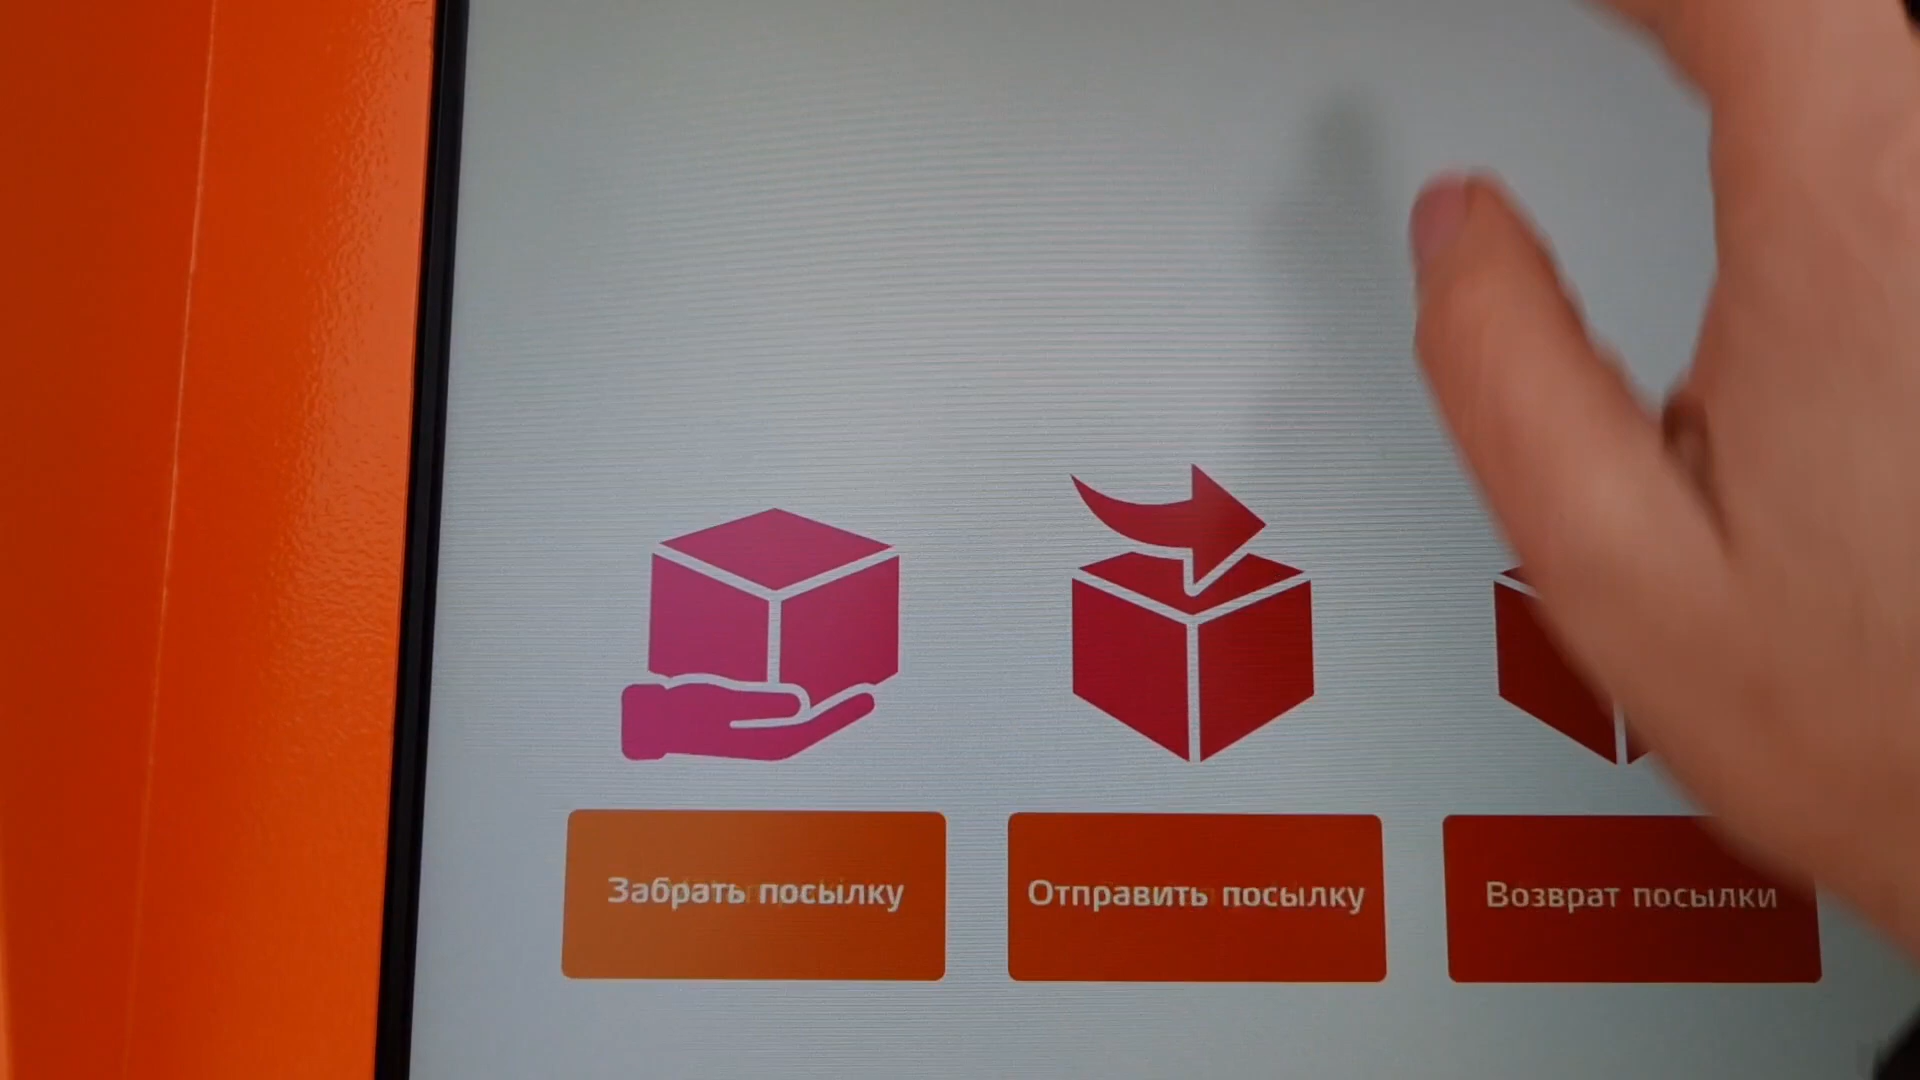 Забрать посылку
Отправить посылку
Возврат посылки